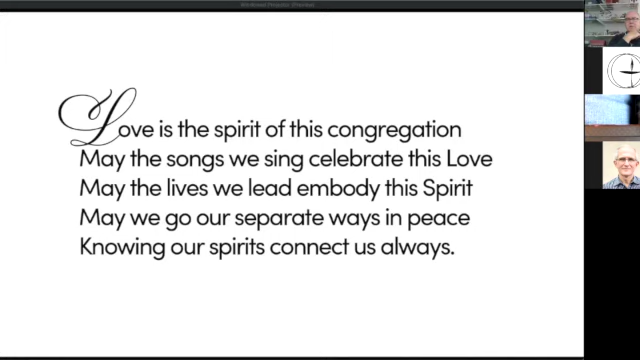 Love is the spirit of this congregation
May the songs we sing celebrate this Love
May the lives we lead embody this Spirit
May we go our separate ways in peace
Knowing our spirits connect us always.